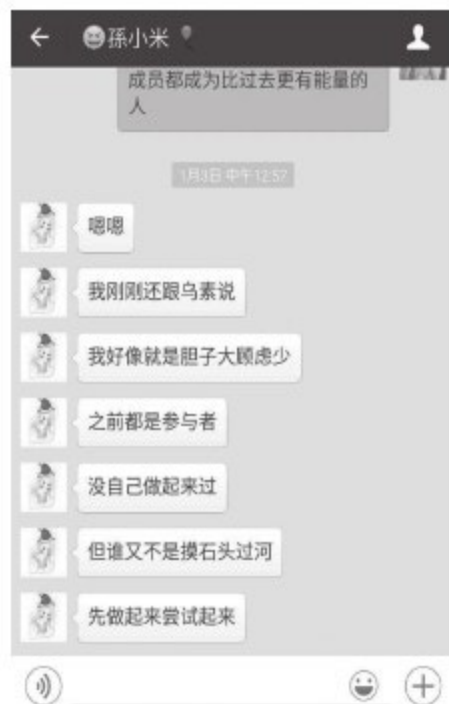 孫小米
成员都成为比过去更有能量的
人
1月3日 中午12:57
嗯嗯
我刚刚还跟乌素说
我好像就是胆子大顾虑少
之前都是参与者
没自己做起来过
但谁又不是摸石头过河
先做起来尝试起来